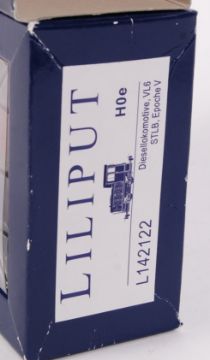 LILIPUT
H0e
Diesellokomotive, VL6
STLB, Epoche V
L142122